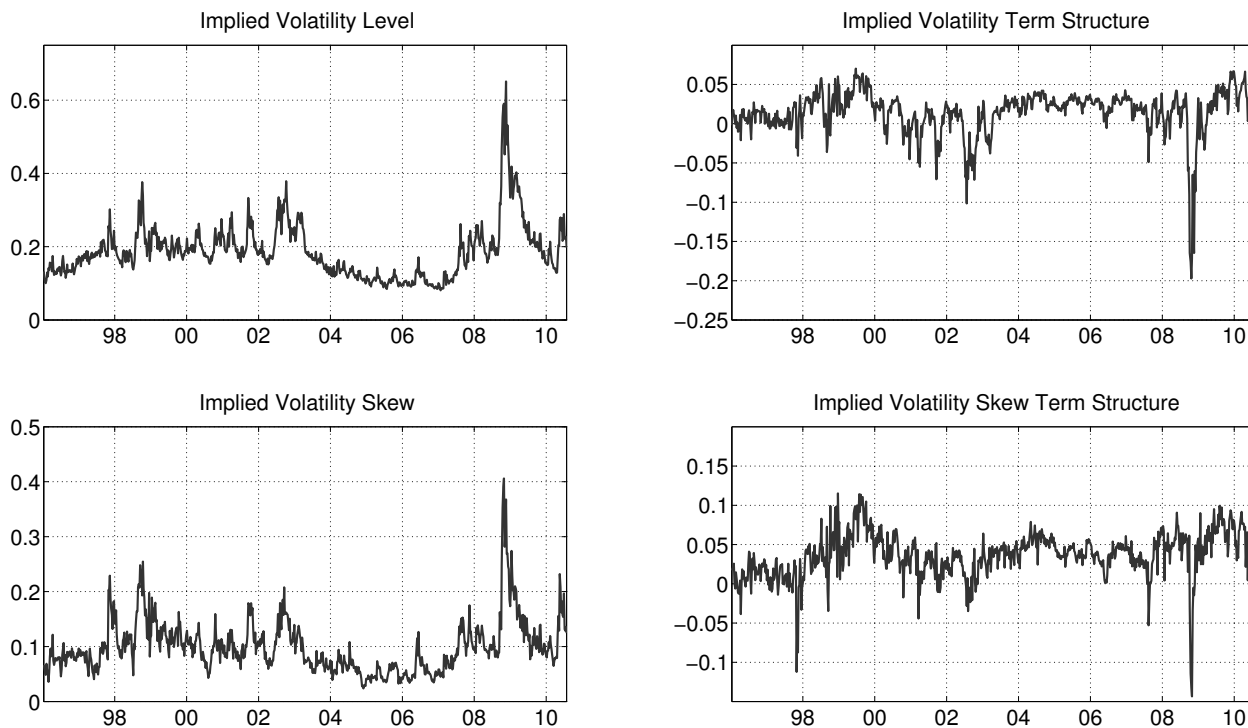 Implied Volatility Level
0.6
0.4
0.2
0
98 00 02 04 06 08 10
Implied Volatility Term Structure
0.05
0
−0.05
−0.1
−0.15
−0.2
−0.25
98 00 02 04 06 08 10
Implied Volatility Skew
0.5
0.4
0.3
0.2
0.1
0
98 00 02 04 06 08 10
Implied Volatility Skew Term Structure
0.15
0.1
0.05
0
−0.05
−0.1
98 00 02 04 06 08 10